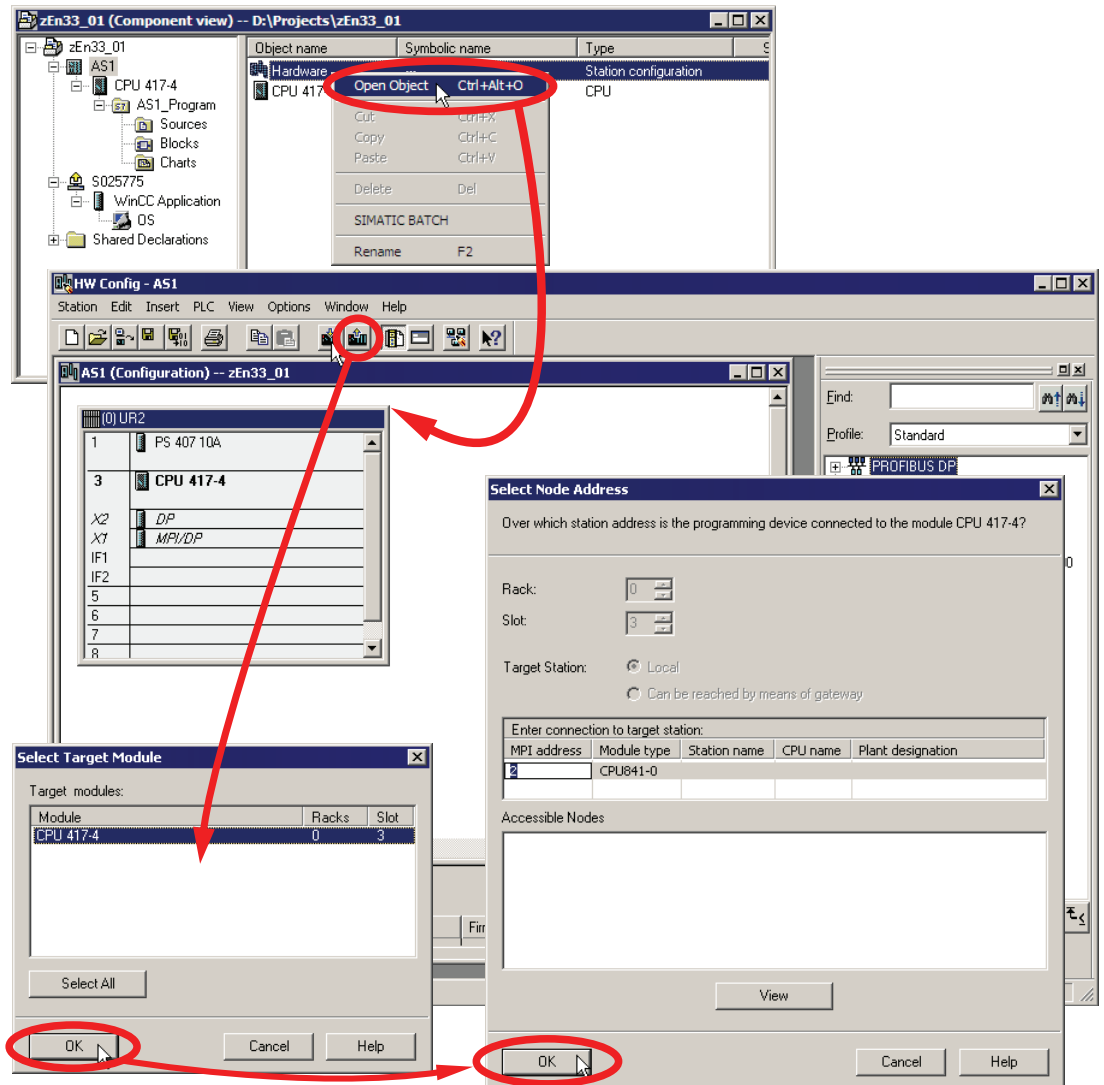 zEn33_01 (Component view) -- D:\Projects\zEn33_01
zEn33_01
AS1
CPU 417-4
AS1_Program
Sources
Blocks
Charts
S025775
WinCC Application
OS
Shared Declarations
Object name Symbolic name Type
Hardware --- --- Station configuration
CPU 417 CPU
Open Object Ctrl+Alt+O
Cut Ctrl+X
Copy Ctrl+C
Paste Ctrl+V
Delete Del
SIMATIC BATCH
Rename F2
HW Config - AS1
Station Edit Insert PLC View Options Window Help
AS1 (Configuration) -- zEn33_01
(0) UR2
1 PS 407 10A
3 CPU 417-4
X2 DP
X1 MPI/DP
IF1
IF2
5
6
7
8
Find:
Profile: Standard
PROFIBUS DP
Select Node Address
Over which station address is the programming device connected to the module CPU 417-4?
Rack: 0
Slot: 3
Target Station: Local
Can be reached by means of gateway
Enter connection to target station:
MPI address Module type Station name CPU name Plant designation
2 CPU841-0
Accessible Nodes
View
OK Cancel Help
Select Target Module
Target modules:
Module Racks Slot
CPU 417-4 0 3
Select All
OK Cancel Help